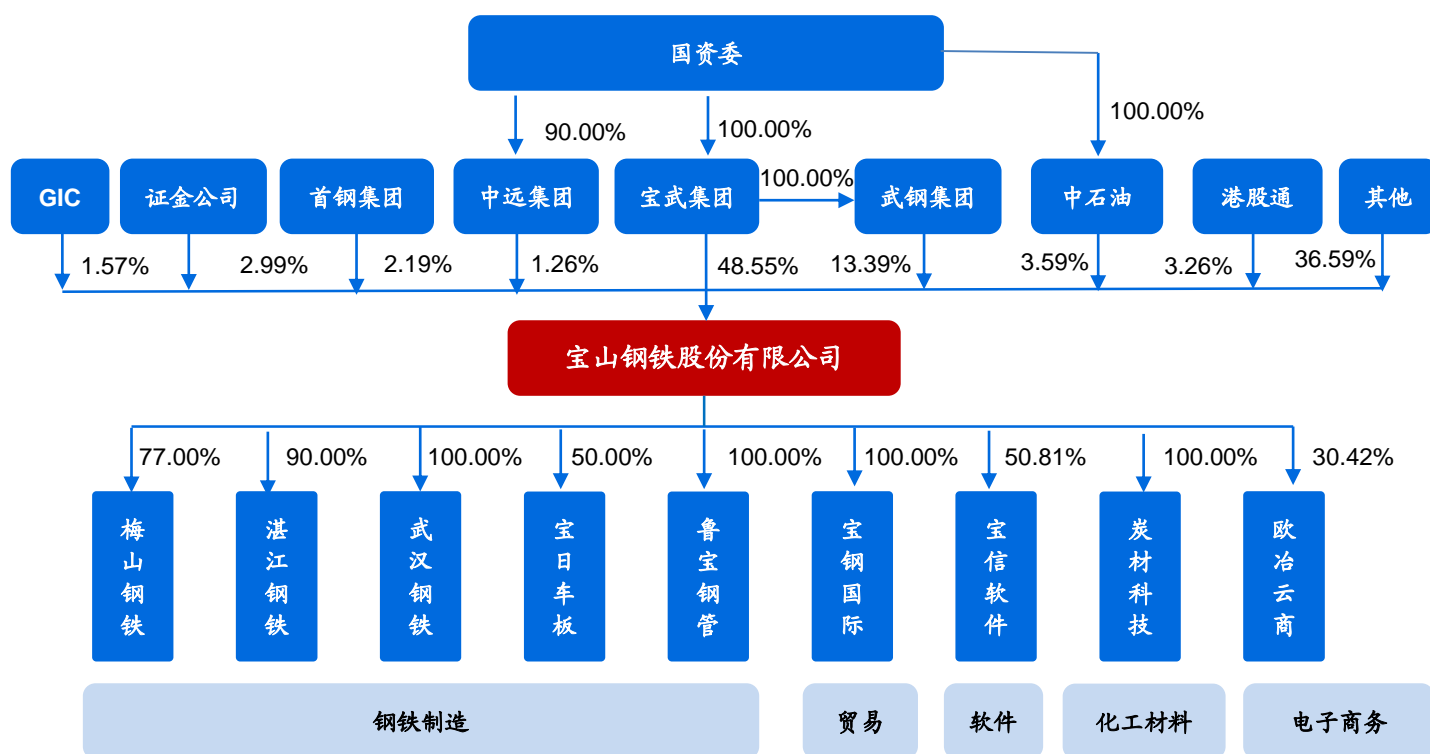 国资委
90.00%
100.00%
100.00%
GIC
证金公司
首钢集团
中远集团
宝武集团
100.00%
武钢集团
中石油
港股通
其他
1.57%
2.99%
2.19%
1.26%
48.55%
13.39%
3.59%
3.26%
36.59%
宝山钢铁股份有限公司
77.00%
90.00%
100.00%
50.00%
100.00%
100.00%
50.81%
100.00%
30.42%
梅山钢铁
湛江钢铁
武汉钢铁
宝日车板
鲁宝钢管
宝钢国际
宝信软件
炭材科技
欧冶云商
钢铁制造
贸易
软件
化工材料
电子商务